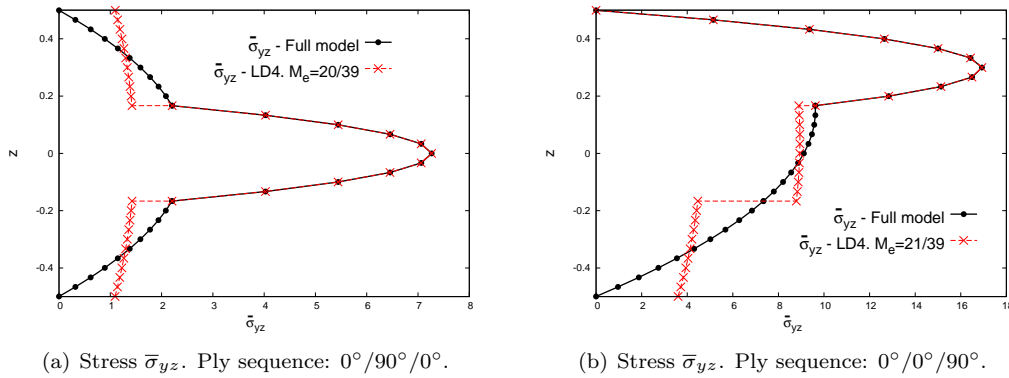 0.4
0.2
0
-0.2
-0.4
z
0 1 2 3 4 5 6 7 8
σ̄yz
σ̄yz - Full model
σ̄yz - LD4. Me=20/39
(a) Stress σ̄yz. Ply sequence: 0°/90°/0°.
0.4
0.2
0
-0.2
-0.4
z
0 2 4 6 8 10 12 14 16 18
σ̄yz
σ̄yz - Full model
σ̄yz - LD4. Me=21/39
(b) Stress σ̄yz. Ply sequence: 0°/0°/90°.